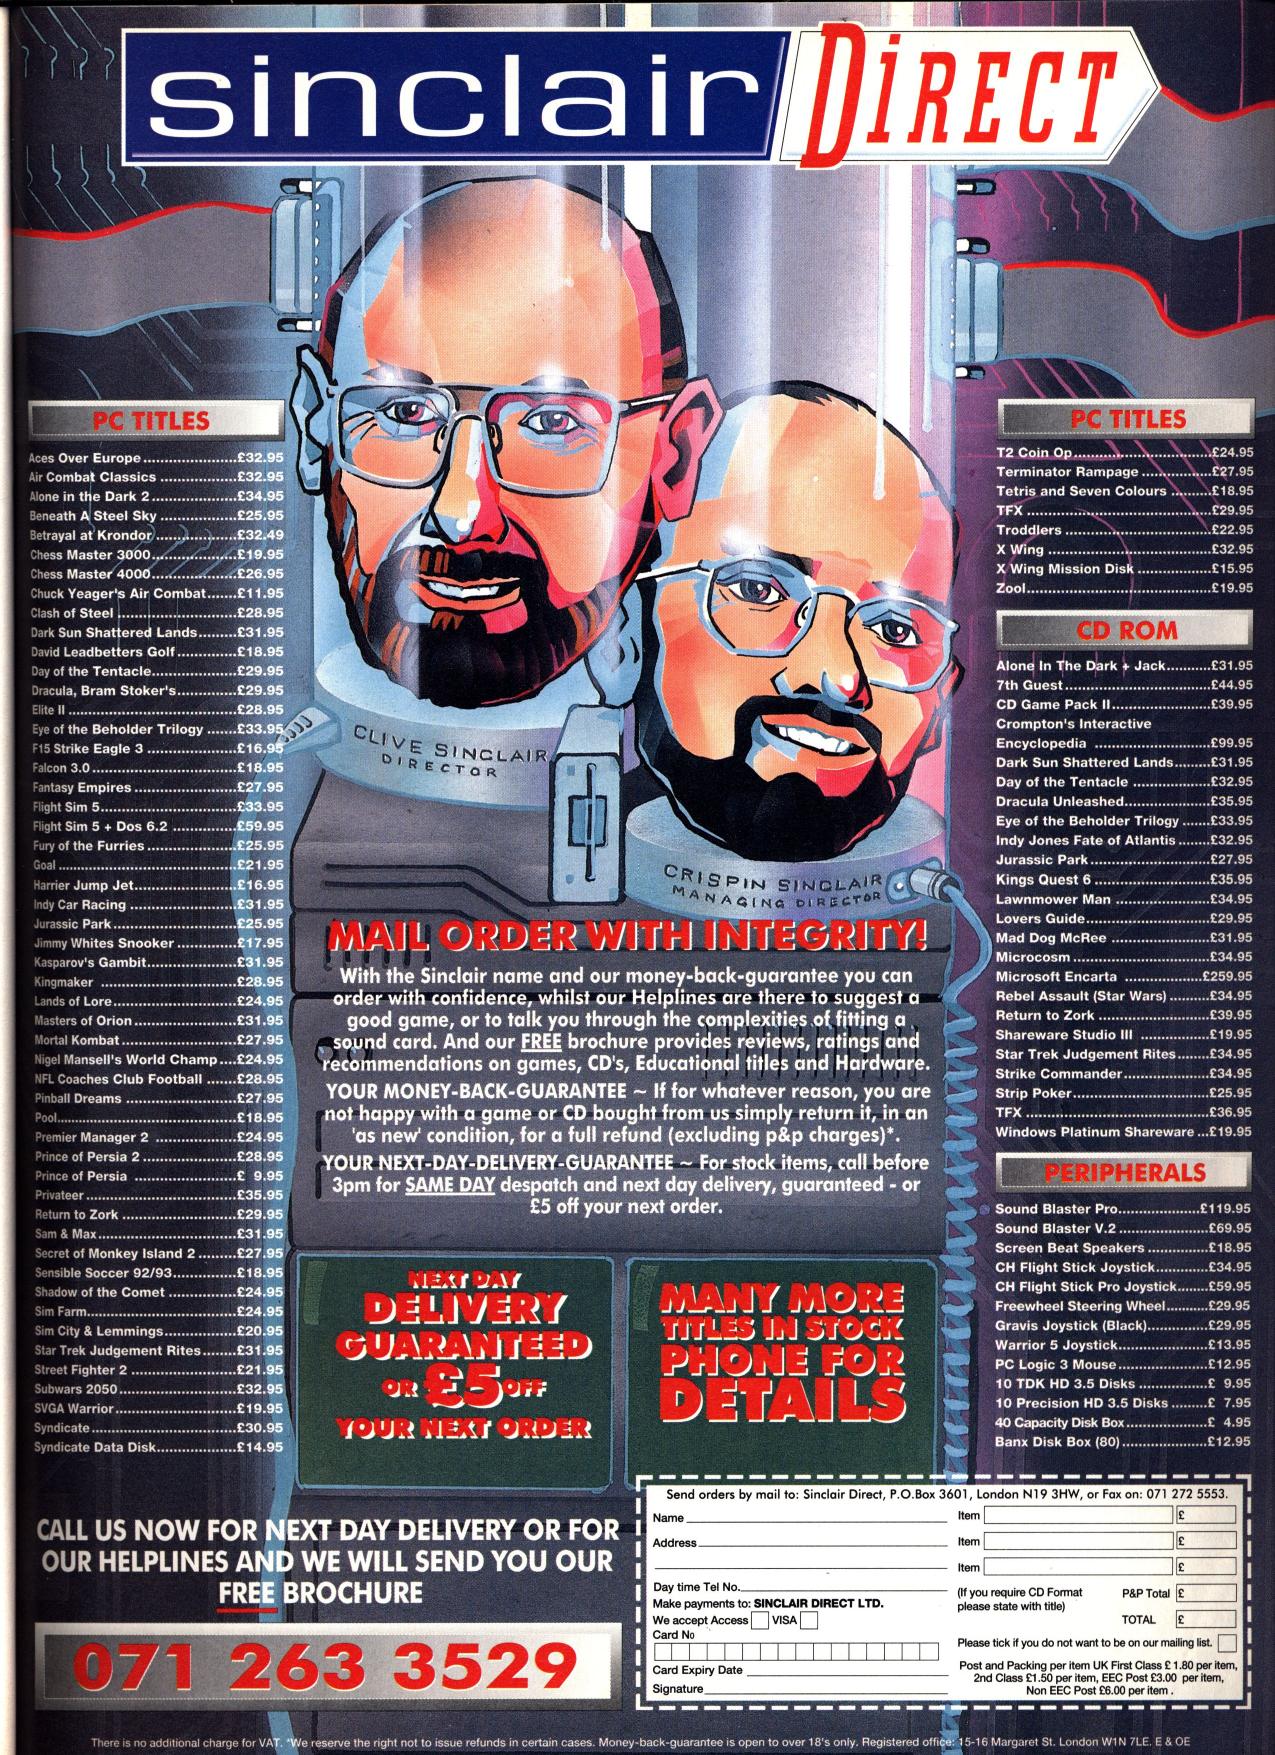 sinclair DiRECT
CLIVE SINCLAIR
DIRECTOR
CRISPIN SINCLAIR
MANAGING DIRECTOR
PC TITLES
Aces Over Europe ....................£32.95
Air Combat Classics ................£32.95
Alone in the Dark 2 ..................£34.95
Beneath A Steel Sky ................£25.95
Betrayal at Krondor .................£32.49
Chess Master 3000 ..................£19.95
Chess Master 4000 ..................£26.95
Chuck Yeager's Air Combat ......£11.95
Clash of Steel .........................£28.95
Dark Sun Shattered Lands ........£31.95
David Leadbetters Golf .............£18.95
Day of the Tentacle ..................£29.95
Dracula, Bram Stoker's .............£29.95
Elite II ...................................£28.95
Eye of the Beholder Trilogy ......£33.95
F15 Strike Eagle 3 ...................£16.95
Falcon 3.0 ..............................£18.95
Fantasy Empires ......................£27.95
Flight Sim 5 ............................£33.95
Flight Sim 5 + Dos 6.2 .............£59.95
Fury of the Furries ...................£25.95
Goal ......................................£21.95
Harrier Jump Jet ......................£16.95
Indy Car Racing .......................£31.95
Jurassic Park ..........................£25.95
Jimmy Whites Snooker .............£17.95
Kasparov's Gambit ...................£31.95
Kingmaker ..............................£28.95
Lands of Lore ..........................£24.95
Masters of Orion ......................£31.95
Mortal Kombat .........................£27.95
Nigel Mansell's World Champ ....£24.95
NFL Coaches Club Football ......£28.95
Pinball Dreams ........................£27.95
Pool .......................................£18.95
Premier Manager 2 ..................£24.95
Prince of Persia 2 ....................£28.95
Prince of Persia .......................£ 9.95
Privateer .................................£35.95
Return to Zork .........................£29.95
Sam & Max ..............................£31.95
Secret of Monkey Island 2 ........£27.95
Sensible Soccer 92/93 ..............£18.95
Shadow of the Comet ...............£24.95
Sim Farm ................................£24.95
Sim City & Lemmings ...............£20.95
Star Trek Judgement Rites .......£31.95
Street Fighter 2 .......................£21.95
Subwars 2050 .........................£32.95
SVGA Warrior ..........................£19.95
Syndicate ...............................£30.95
Syndicate Data Disk .................£14.95
PC TITLES
T2 Coin Op ..............................£24.95
Terminator Rampage ................£27.95
Tetris and Seven Colours .........£18.95
TFX ........................................£29.95
Troddlers ................................£22.95
X Wing ...................................£32.95
X Wing Mission Disk ................£15.95
Zool .......................................£19.95
CD ROM
Alone In The Dark + Jack ..........£31.95
7th Guest ...............................£44.95
CD Game Pack II ......................£39.95
Crompton's Interactive
Encyclopedia ..........................£99.95
Dark Sun Shattered Lands ........£31.95
Day of the Tentacle ..................£32.95
Dracula Unleashed ...................£35.95
Eye of the Beholder Trilogy ......£33.95
Indy Jones Fate of Atlantis .......£32.95
Jurassic Park ..........................£27.95
Kings Quest 6 ..........................£35.95
Lawnmower Man .....................£34.95
Lovers Guide ...........................£29.95
Mad Dog McRee ......................£31.95
Microcosm ..............................£34.95
Microsoft Encarta ...................£259.95
Rebel Assault (Star Wars) ........£34.95
Return to Zork .........................£39.95
Shareware Studio III .................£19.95
Star Trek Judgement Rites .......£34.95
Strike Commander ...................£34.95
Strip Poker ..............................£25.95
TFX ........................................£36.95
Windows Platinum Shareware ...£19.95
PERIPHERALS
Sound Blaster Pro ...................£119.95
Sound Blaster V.2 ....................£69.95
Screen Beat Speakers ..............£18.95
CH Flight Stick Joystick ............£34.95
CH Flight Stick Pro Joystick ......£59.95
Freewheel Steering Wheel ........£29.95
Gravis Joystick (Black) .............£29.95
Warrior 5 Joystick ....................£13.95
PC Logic 3 Mouse ....................£12.95
10 TDK HD 3.5 Disks ................£ 9.95
10 Precision HD 3.5 Disks ........£ 7.95
40 Capacity Disk Box ...............£ 4.95
Banx Disk Box (80) ..................£12.95
MAIL ORDER WITH INTEGRITY!
With the Sinclair name and our money-back-guarantee you can
order with confidence, whilst our Helplines are there to suggest a
good game, or to talk you through the complexities of fitting a
sound card. And our FREE brochure provides reviews, ratings and
recommendations on games, CD's, Educational titles and Hardware.
YOUR MONEY-BACK-GUARANTEE ~ If for whatever reason, you are
not happy with a game or CD bought from us simply return it, in an
'as new' condition, for a full refund (excluding p&p charges)*.
YOUR NEXT-DAY-DELIVERY-GUARANTEE ~ For stock items, call before
3pm for SAME DAY despatch and next day delivery, guaranteed - or
£5 off your next order.
NEXT DAY
DELIVERY
GUARANTEED
OR £5 OFF
YOUR NEXT ORDER
MANY MORE
TITLES IN STOCK
PHONE FOR
DETAILS
CALL US NOW FOR NEXT DAY DELIVERY OR FOR
OUR HELPLINES AND WE WILL SEND YOU OUR
FREE BROCHURE
071 263 3529
Send orders by mail to: Sinclair Direct, P.O.Box 3601, London N19 3HW, or Fax on: 071 272 5553.
Name
Address
Day time Tel No.
Make payments to: SINCLAIR DIRECT LTD.
We accept Access VISA
Card No
Card Expiry Date
Signature
Item £
Item £
Item £
(If you require CD Format
please state with title)
P&P Total £
TOTAL £
Please tick if you do not want to be on our mailing list.
Post and Packing per item UK First Class £1.80 per item,
2nd Class £1.50 per item, EEC Post £3.00 per item,
Non EEC Post £6.00 per item .
There is no additional charge for VAT. *We reserve the right not to issue refunds in certain cases. Money-back-guarantee is open to over 18's only. Registered office: 15-16 Margaret St. London W1N 7LE. E & OE